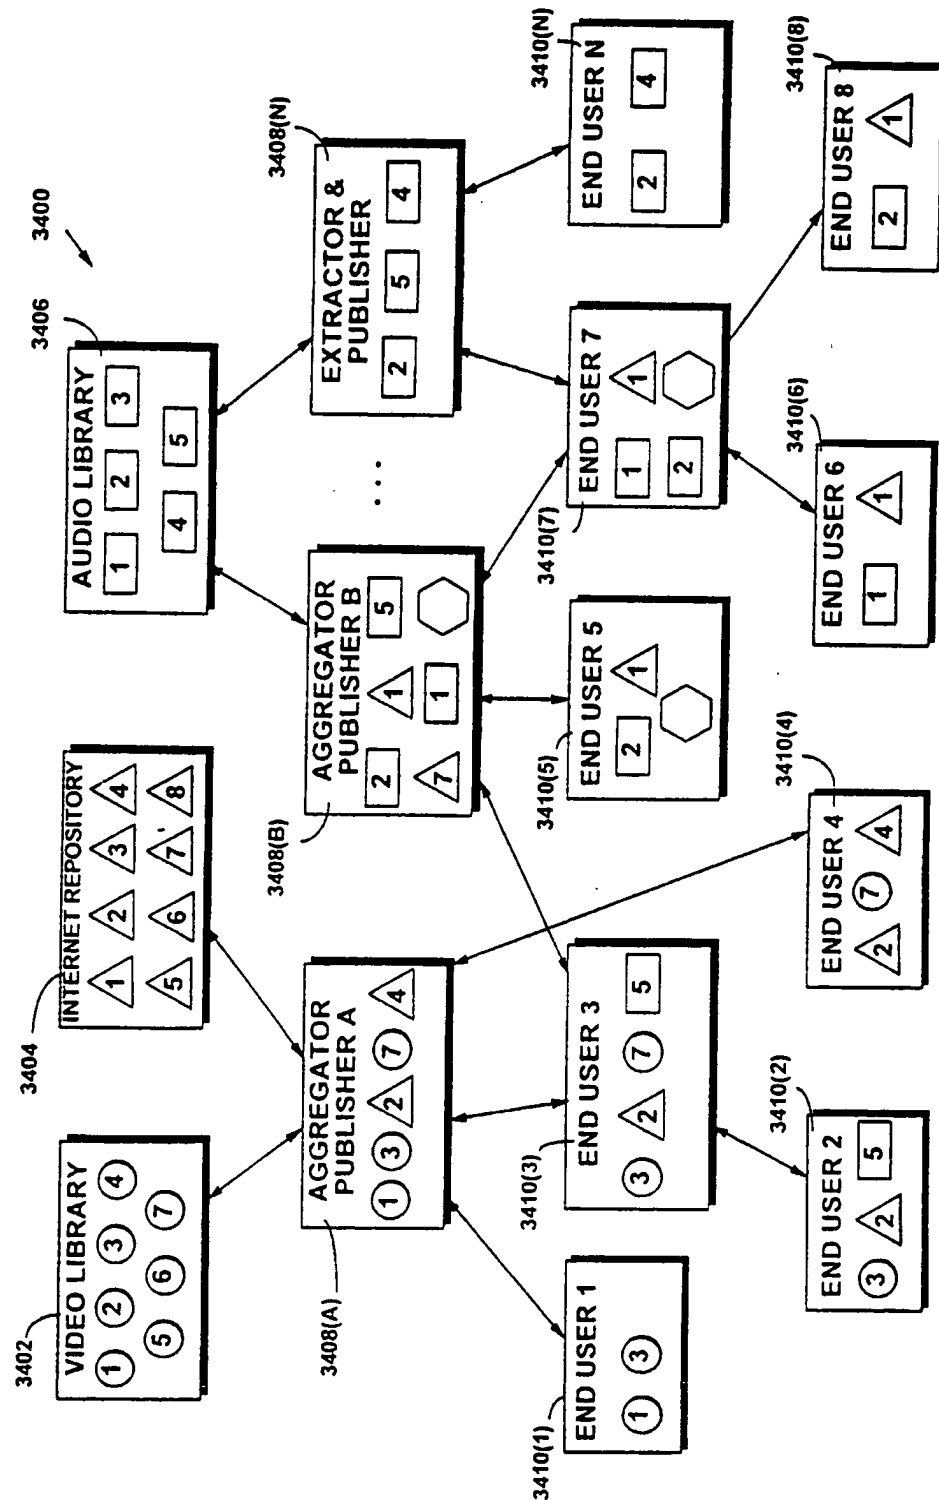 3400
3402
VIDEO LIBRARY
1 2 3 4
5 6 7
3404
INTERNET REPOSITORY
1 2 3 4
5 6 7' 8
3406
AUDIO LIBRARY
1 2 3
4 5
3408(A)
AGGREGATOR
PUBLISHER A
1 3 2 7 4
3408(B)
AGGREGATOR
PUBLISHER B
2 1 5
7 1
...
3408(N)
EXTRACTOR &
PUBLISHER
2 5 4
3410(1)
END USER 1
1 3
3410(3)
END USER 3
3 2 7 5
3410(5)
END USER 5
2 1
3410(7)
END USER 7
1 1
2
3410(N)
END USER N
2 4
3410(2)
END USER 2
3 2 5
3410(4)
END USER 4
2 7 4
3410(6)
END USER 6
1 1
3410(8)
END USER 8
2 1